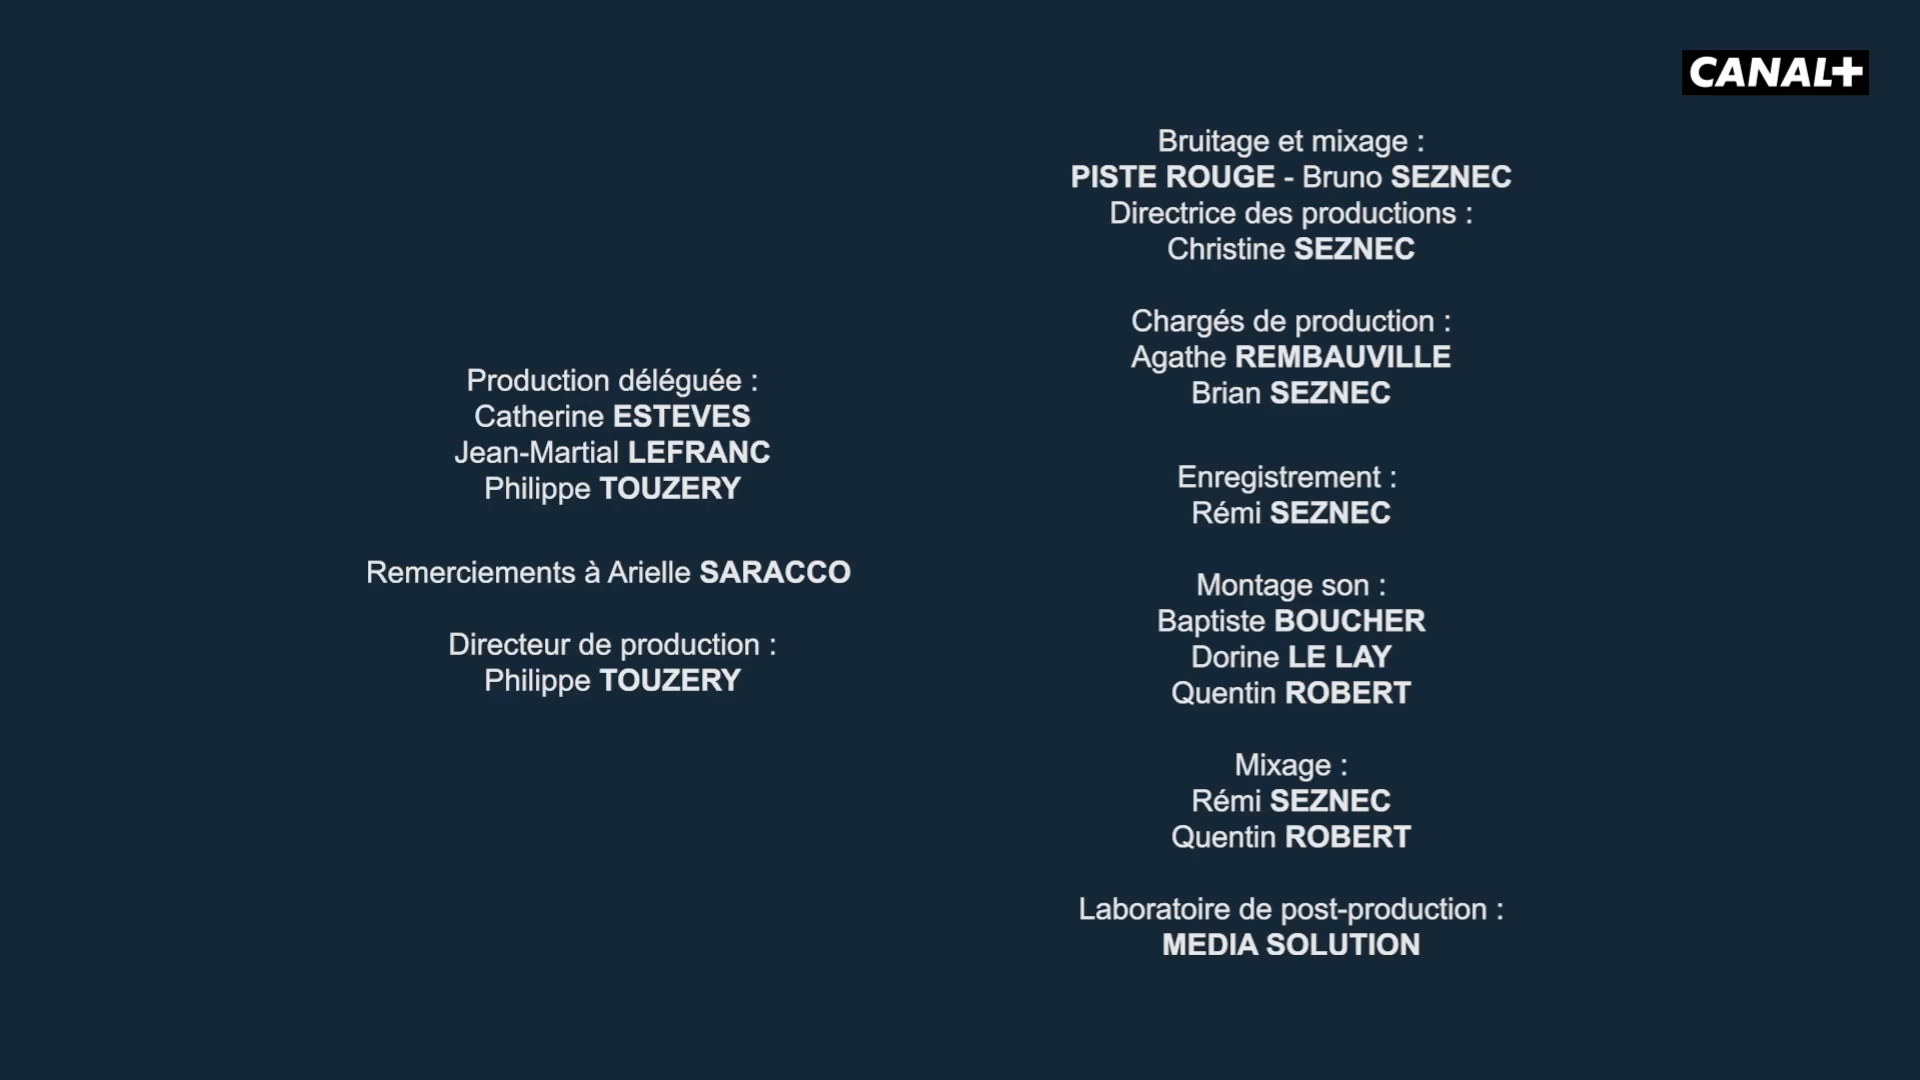 CANAL+
Production déléguée :
Catherine ESTEVES
Jean-Martial LEFRANC
Philippe TOUZERY
Remerciements à Arielle SARACCO
Directeur de production :
Philippe TOUZERY
Bruitage et mixage :
PISTE ROUGE - Bruno SEZNEC
Directrice des productions :
Christine SEZNEC
Chargés de production :
Agathe REMBAUVILLE
Brian SEZNEC
Enregistrement :
Rémi SEZNEC
Montage son :
Baptiste BOUCHER
Dorine LE LAY
Quentin ROBERT
Mixage :
Rémi SEZNEC
Quentin ROBERT
Laboratoire de post-production :
MEDIA SOLUTION